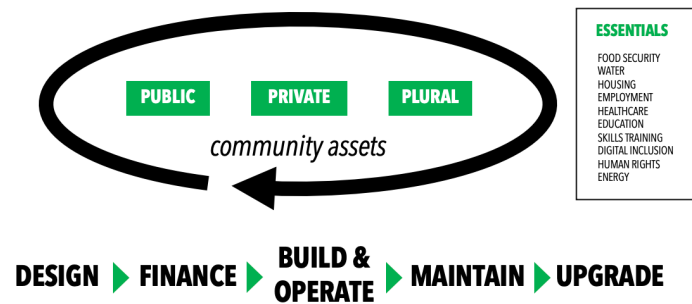 PUBLIC
PRIVATE
PLURAL
community assets
ESSENTIALS
FOOD SECURITY
WATER
HOUSING
EMPLOYMENT
HEALTHCARE
EDUCATION
SKILLS TRAINING
DIGITAL INCLUSION
HUMAN RIGHTS
ENERGY
DESIGN
FINANCE
BUILD &
OPERATE
MAINTAIN
UPGRADE